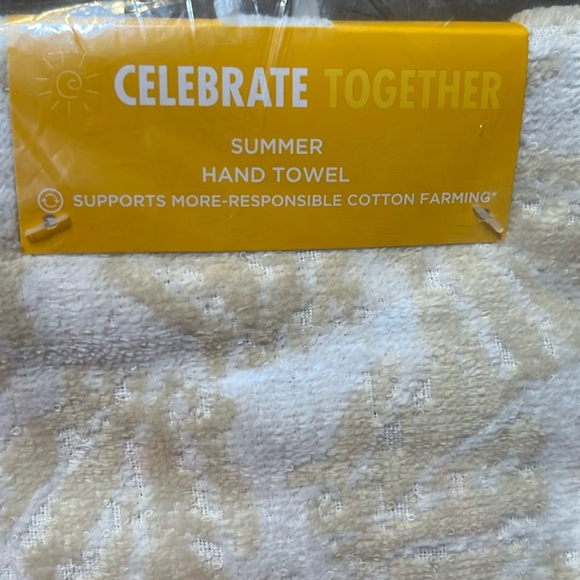 CELEBRATE TOGETHER
SUMMER
HAND TOWEL
SUPPORTS MORE-RESPONSIBLE COTTON FARMING*